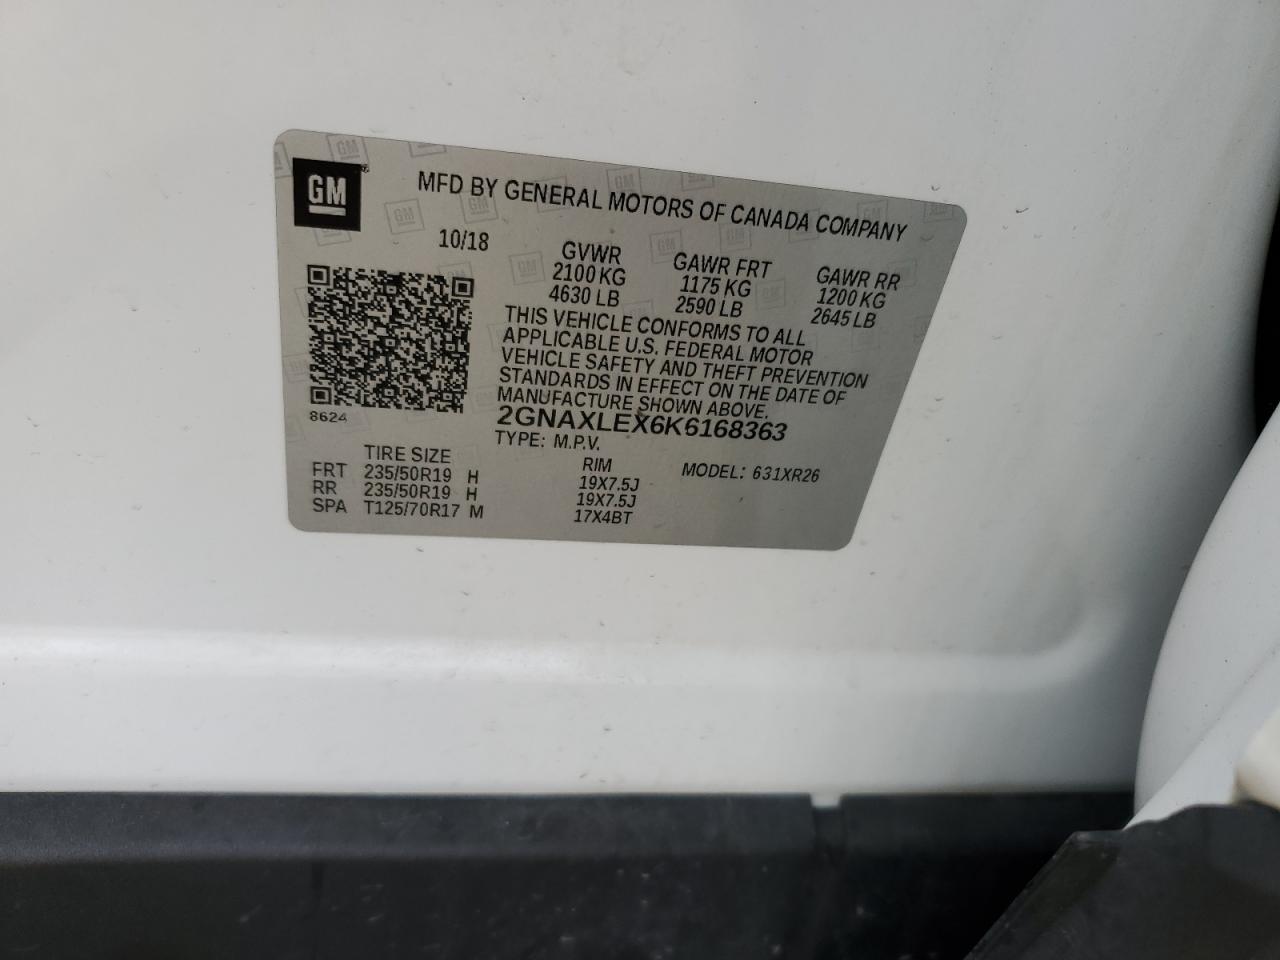 GM
MFD BY GENERAL MOTORS OF CANADA COMPANY
10/18
GVWR GAWR FRT GAWR RR
2100 KG 1175 KG 1200 KG
4630 LB 2590 LB 2645 LB
THIS VEHICLE CONFORMS TO ALL
APPLICABLE U.S. FEDERAL MOTOR
VEHICLE SAFETY AND THEFT PREVENTION
STANDARDS IN EFFECT ON THE DATE OF
MANUFACTURE SHOWN ABOVE.
8624
2GNAXLEX6K6168363
TYPE: M.P.V.
MODEL: 631XR26
TIRE SIZE RIM
FRT 235/50R19 H 19X7.5J
RR 235/50R19 H 19X7.5J
SPA T125/70R17 M 17X4BT